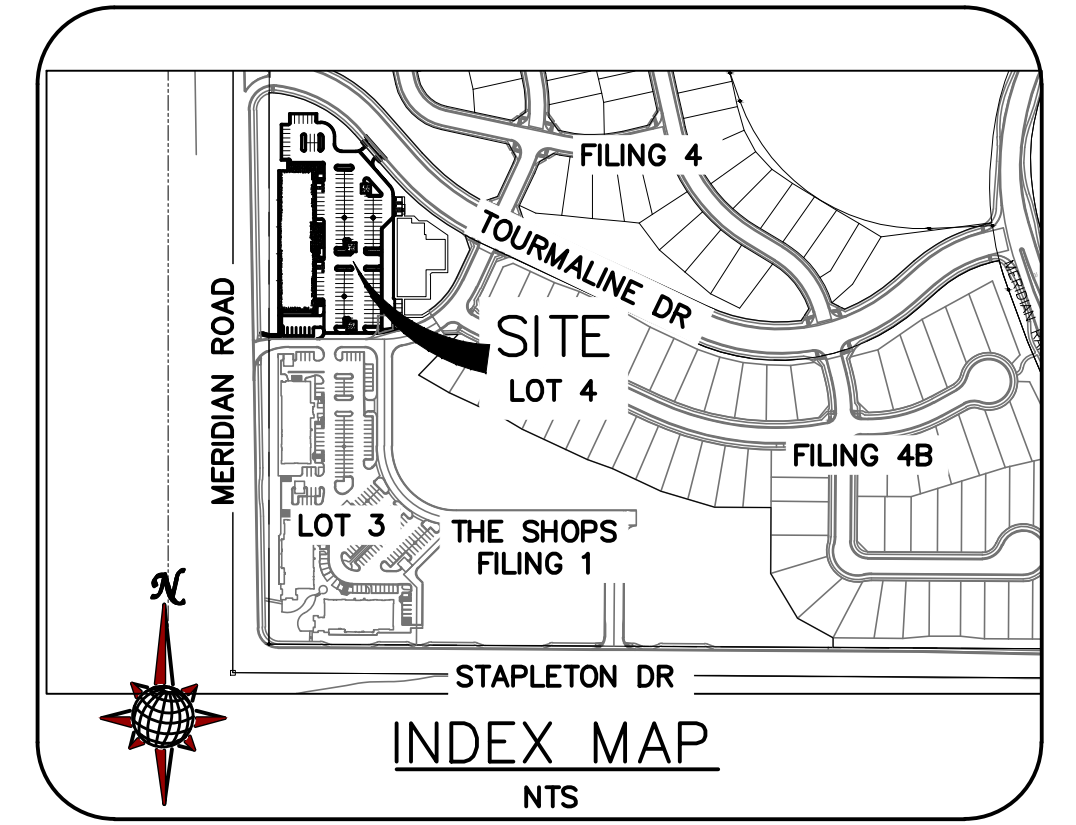 FILING 4
TOURMALINE DR
MERIDIAN ROAD
SITE
LOT 4
FILING 4B
LOT 3
THE SHOPS
FILING 1
N
STAPLETON DR
INDEX MAP
NTS